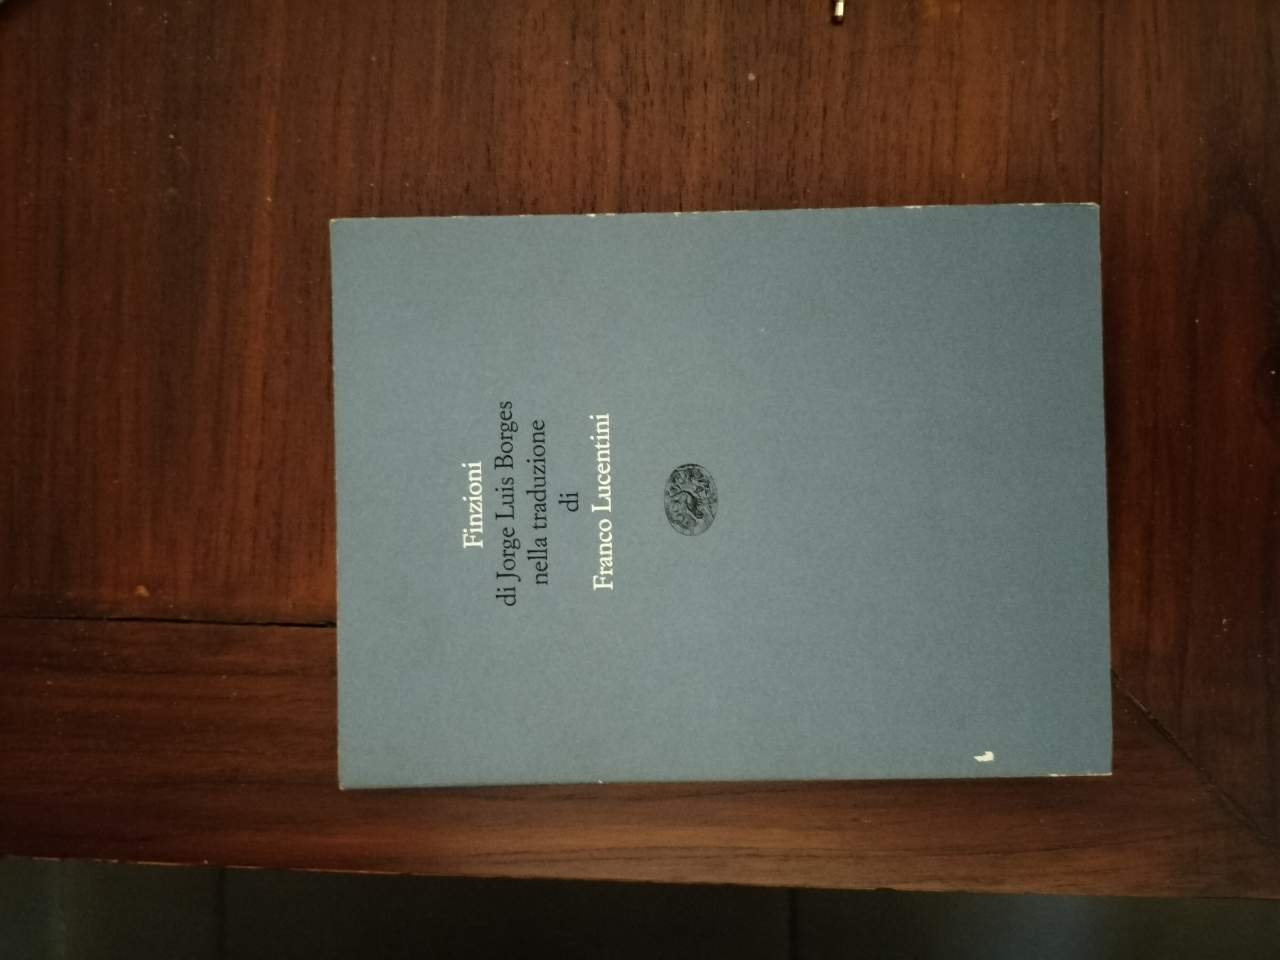 Finzioni
di Jorge Luis Borges
nella traduzione
di
Franco Lucentini